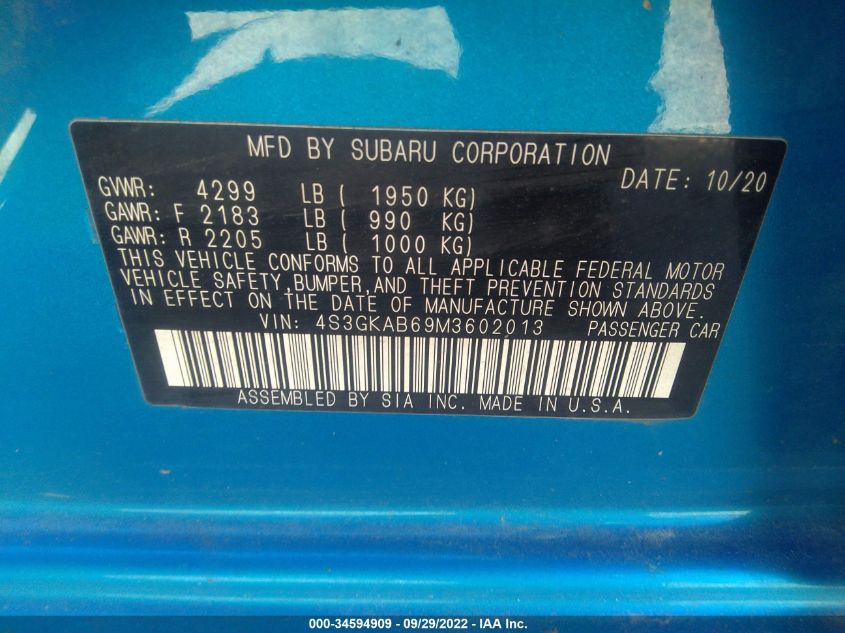 MFD BY SUBARU CORPORATION
DATE: 10/20
GVWR: 4299 LB ( 1950 KG)
GAWR: F 2183 LB ( 990 KG)
GAWR: R 2205 LB ( 1000 KG)
THIS VEHICLE CONFORMS TO ALL APPLICABLE FEDERAL MOTOR
VEHICLE SAFETY, BUMPER, AND THEFT PREVENTION STANDARDS
IN EFFECT ON THE DATE OF MANUFACTURE SHOWN ABOVE.
VIN: 4S3GKAB69M3602013 PASSENGER CAR
ASSEMBLED BY SIA INC. MADE IN U.S.A.
000-34594909 - 09/29/2022 - IAA Inc.